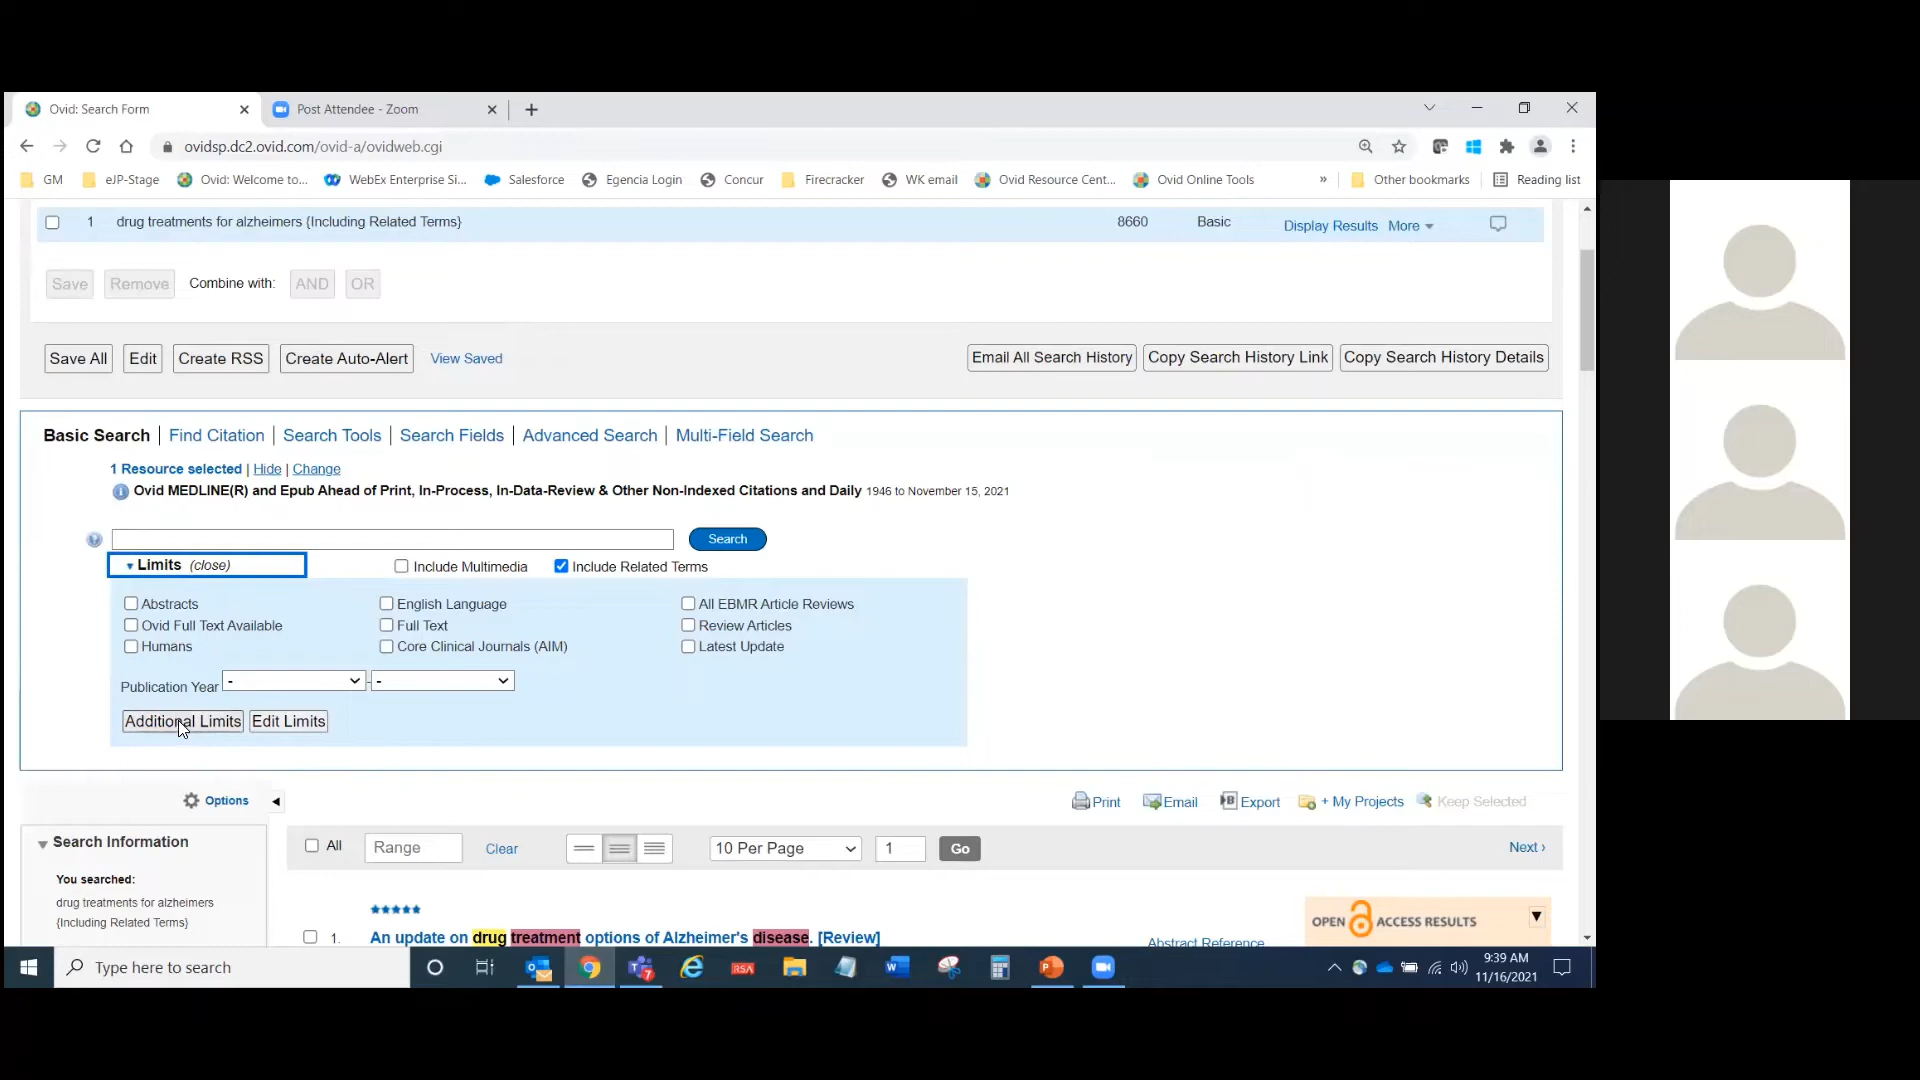 Ovid: Search Form
Post Attendee - Zoom
ovidsp.dc2.ovid.com/ovid-a/ovidweb.cgi
GM
eJP-Stage
Ovid: Welcome to...
WebEx Enterprise Si...
Salesforce
Egencia Login
Concur
Firecracker
WK email
Ovid Resource Cent...
Ovid Online Tools
»
Other bookmarks
Reading list
1 drug treatments for alzheimers {Including Related Terms} 8660 Basic Display Results More
Save Remove Combine with: AND OR
Save All Edit Create RSS Create Auto-Alert View Saved Email All Search History Copy Search History Link Copy Search History Details
Basic Search | Find Citation | Search Tools | Search Fields | Advanced Search | Multi-Field Search
1 Resource selected | Hide | Change
Ovid MEDLINE(R) and Epub Ahead of Print, In-Process, In-Data-Review & Other Non-Indexed Citations and Daily 1946 to November 15, 2021
Search
Limits (close) Include Multimedia Include Related Terms
Abstracts English Language All EBMR Article Reviews
Ovid Full Text Available Full Text Review Articles
Humans Core Clinical Journals (AIM) Latest Update
Publication Year - - -
Additional Limits Edit Limits
Options
Print Email Export + My Projects Keep Selected
Search Information
All Range Clear 10 Per Page 1 Go Next ›
You searched:
drug treatments for alzheimers
{Including Related Terms}
OPEN ACCESS RESULTS
1. An update on drug treatment options of Alzheimer's disease. [Review]
Abstract Reference
Type here to search
7
RSA
9:39 AM
11/16/2021